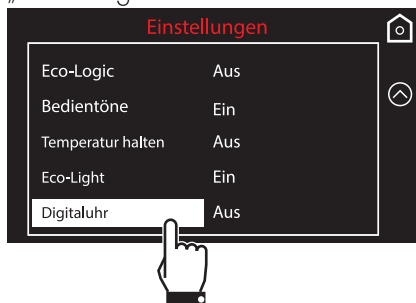 Einstellungen
Eco-Logic Aus
Bedientöne Ein
Temperatur halten Aus
Eco-Light Ein
Digitaluhr Aus